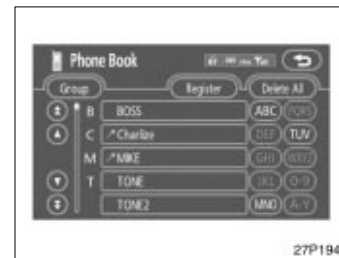 Phone Book
Group Register Delete All
B BOSS ABC PQRS
C Charlize DEF TUV
M MIKE GHI WXYZ
T TONE JKL 0-9
TONE2 MNO
27P194